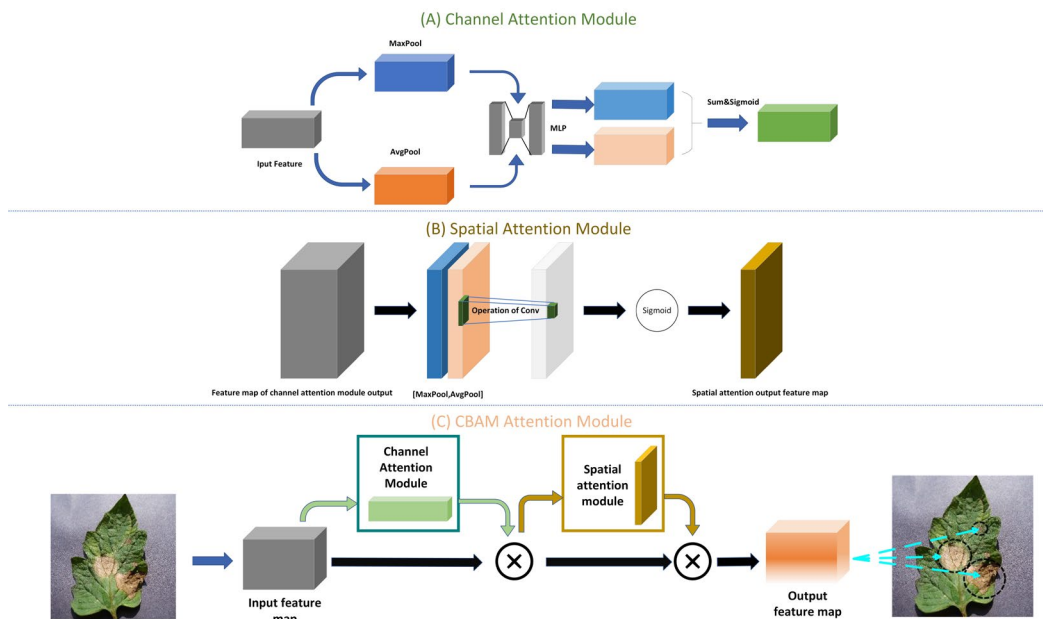 (A) Channel Attention Module
MaxPool
Iput Feature
AvgPool
MLP
Sum&Sigmoid
(B) Spatial Attention Module
Operation of Conv
Sigmoid
Feature map of channel attention module output
[MaxPool,AvgPool]
Spatial attention output feature map
(C) CBAM Attention Module
Channel
Attention
Module
Spatial
attention
module
Input feature
map
Output
feature map